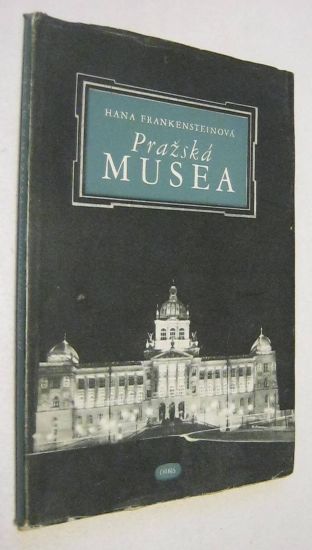 HANA FRANKENSTEINOVÁ
Pražská
MUSEA
ORBIS